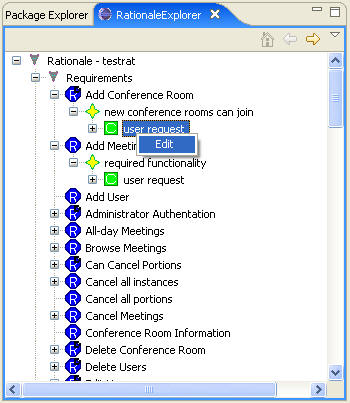 Package Explorer RationaleExplorer
Rationale - testrat
Requirements
R Add Conference Room
new conference rooms can join
C user request
Edit
R Add Meetin
required functionality
C user request
R Add User
R Administrator Authentation
R All-day Meetings
R Browse Meetings
R Can Cancel Portions
R Cancel all instances
R Cancel all portions
R Cancel Meetings
R Conference Room Information
R Delete Conference Room
R Delete Users